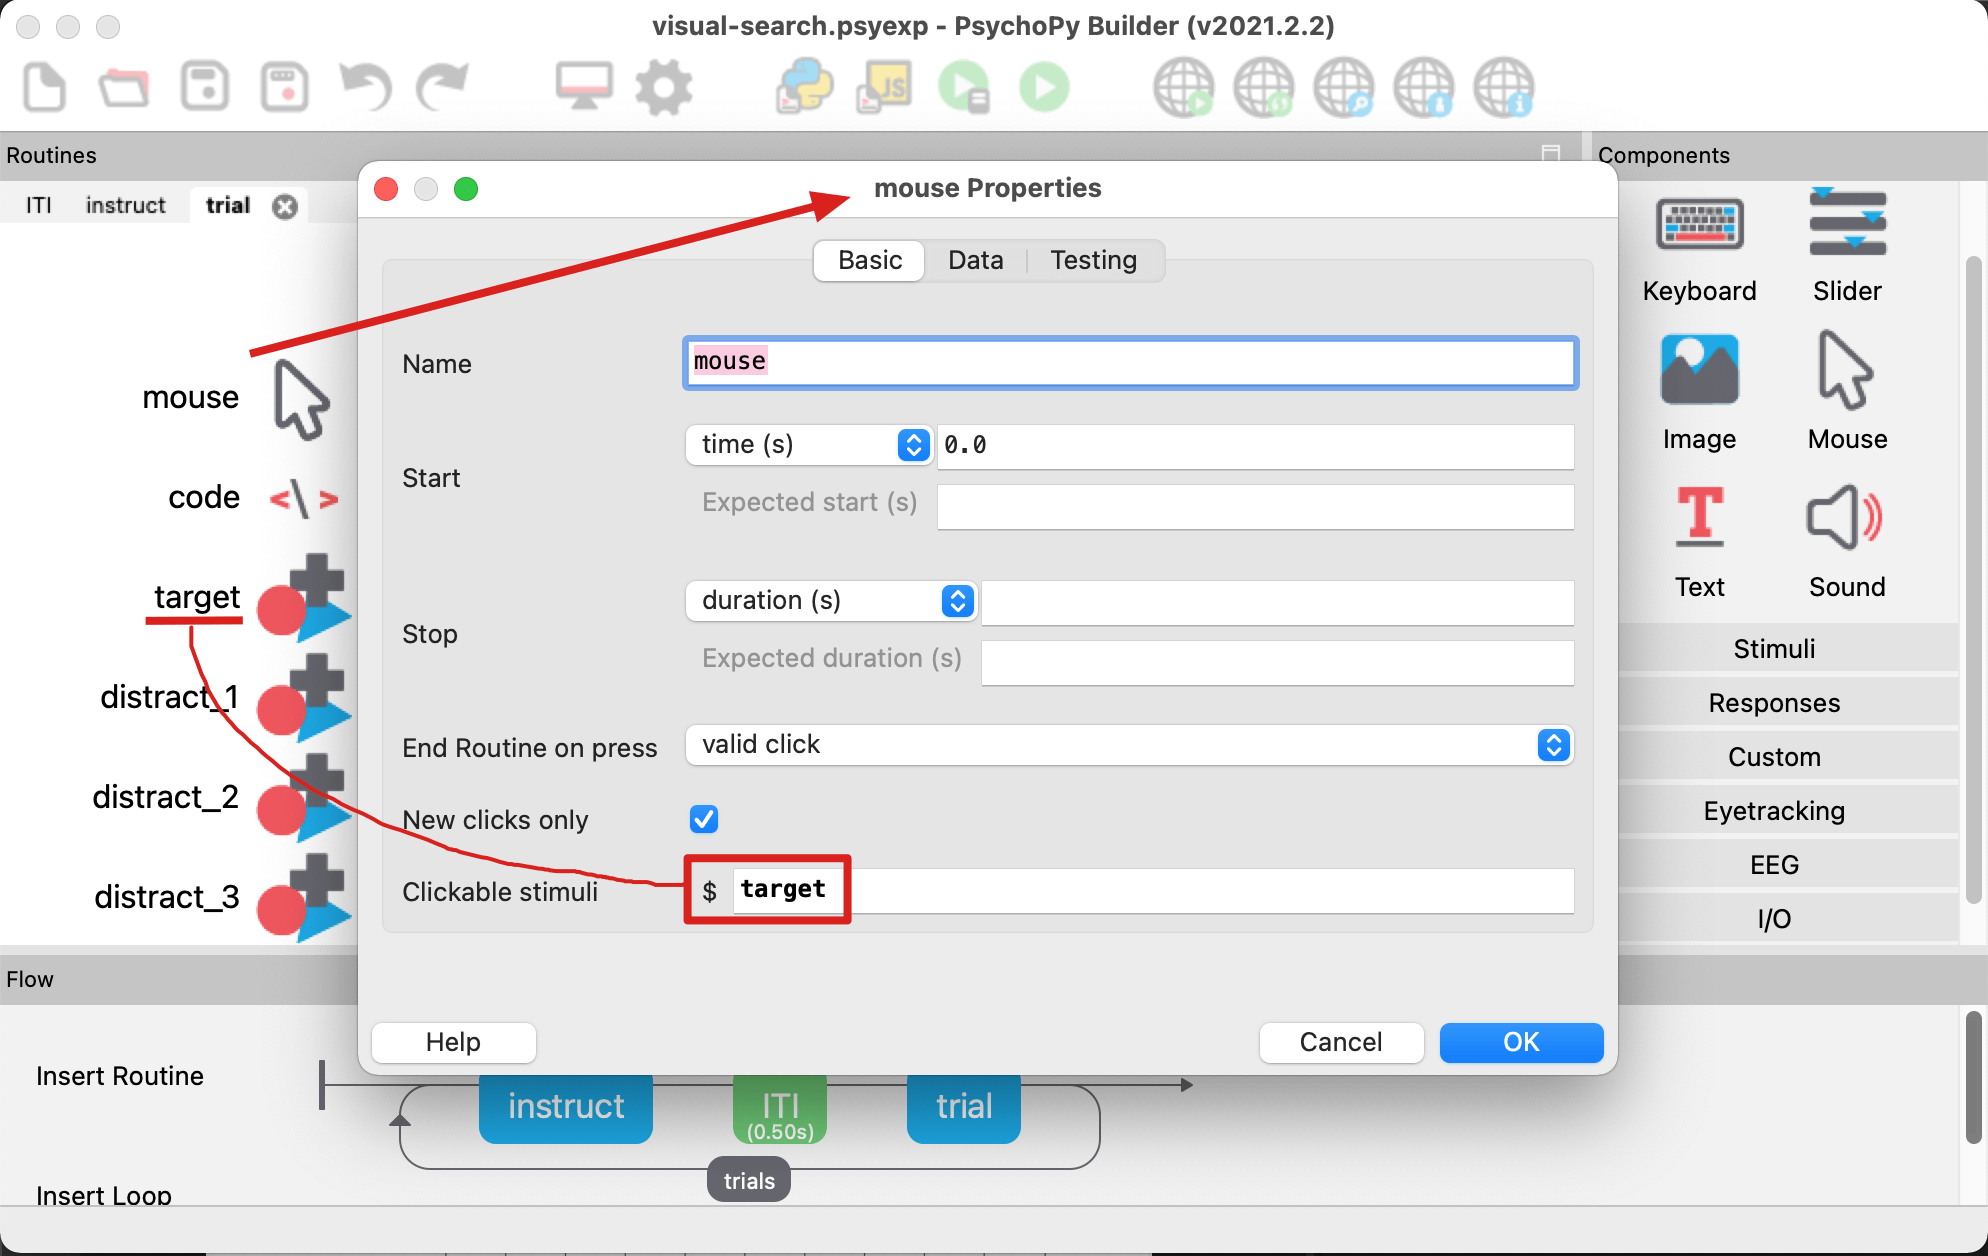 visual-search.psyexp - PsychoPy Builder (v2021.2.2)
JS
Routines
Components
ITI
instruct
trial
mouse Properties
Basic
Data
Testing
Keyboard
Slider
Name
mouse
mouse
Start
time (s)
0.0
Expected start (s)
Image
Mouse
code
target
Stop
duration (s)
Expected duration (s)
Text
Sound
Stimuli
distract_1
Responses
End Routine on press
valid click
Custom
distract_2
New clicks only
Eyetracking
EEG
distract_3
Clickable stimuli
$ target
I/O
Flow
Help
Cancel
OK
Insert Routine
instruct
ITI
(0.50s)
trial
trials
Insert Loop